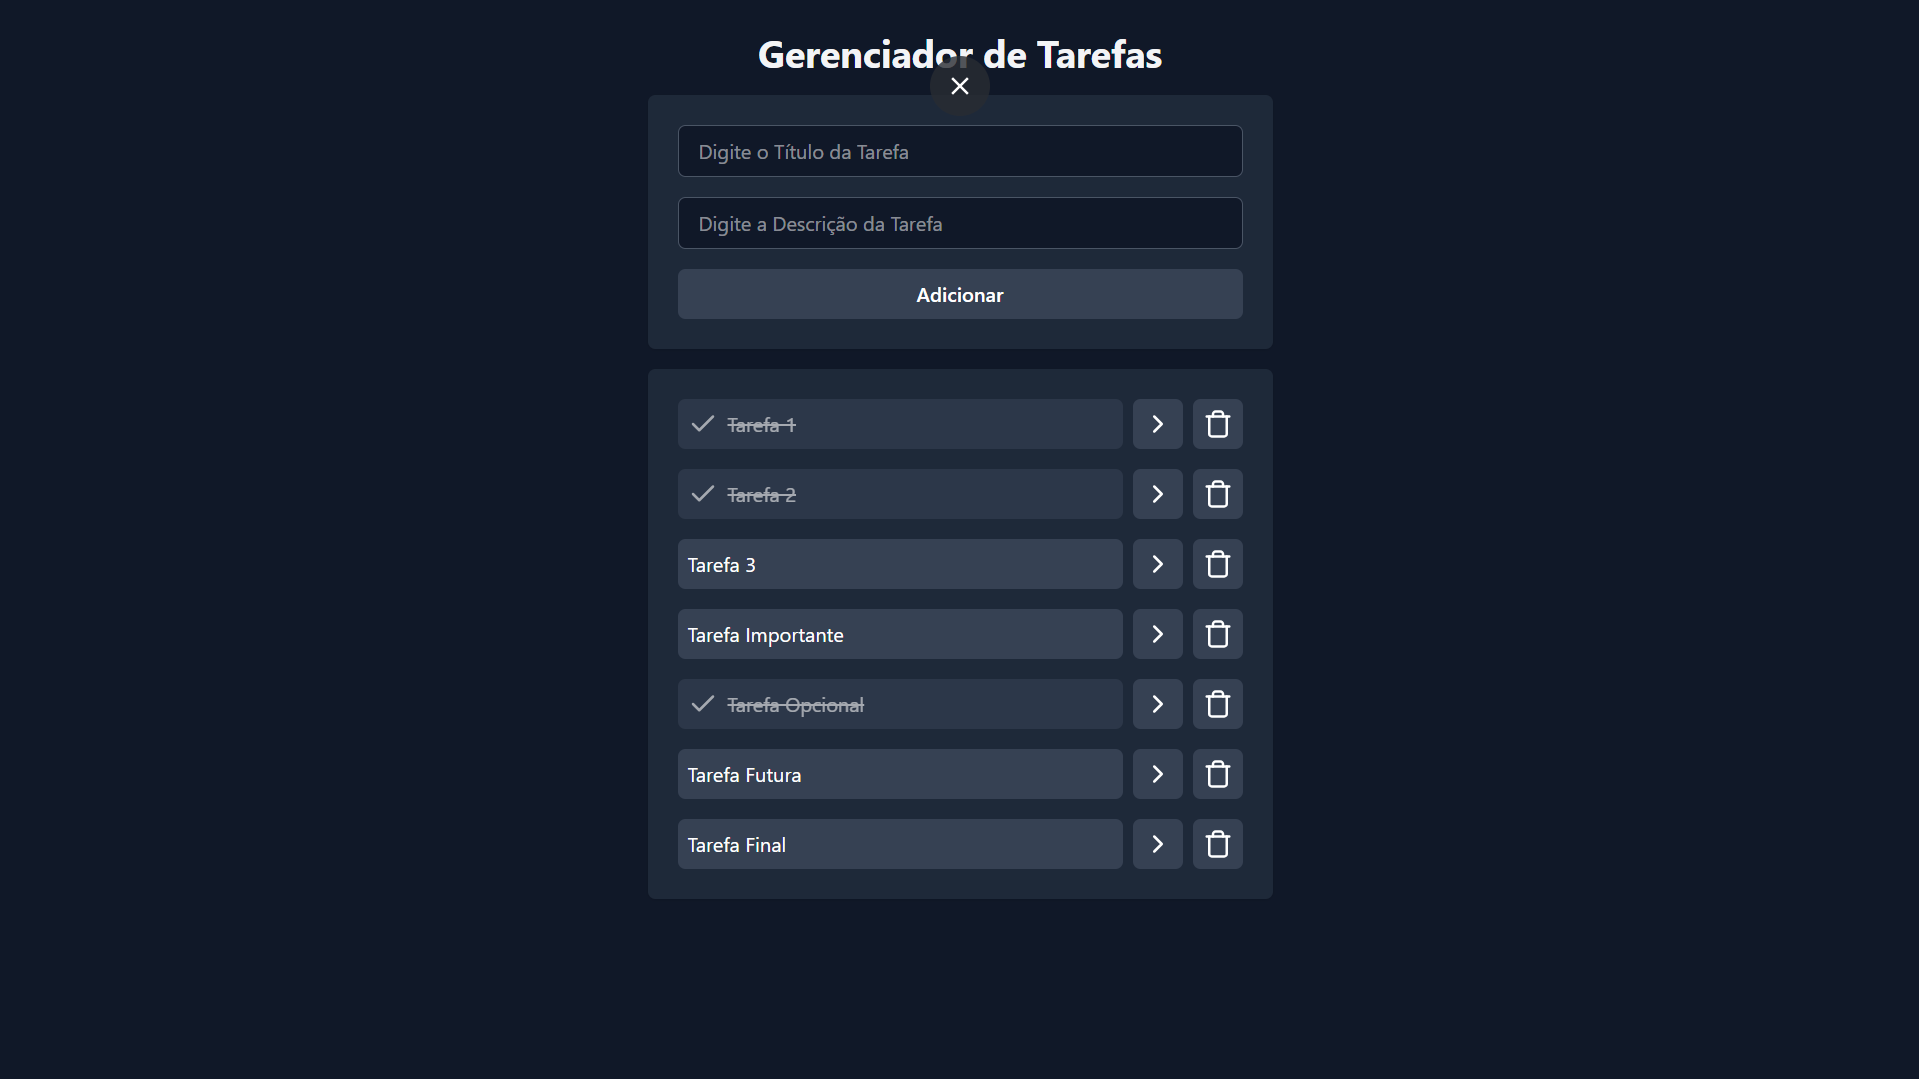 Gerenciador de Tarefas
Digite o Título da Tarefa
Digite a Descrição da Tarefa
Adicionar
Tarefa 1
Tarefa 2
Tarefa 3
Tarefa Importante
Tarefa Opcional
Tarefa Futura
Tarefa Final